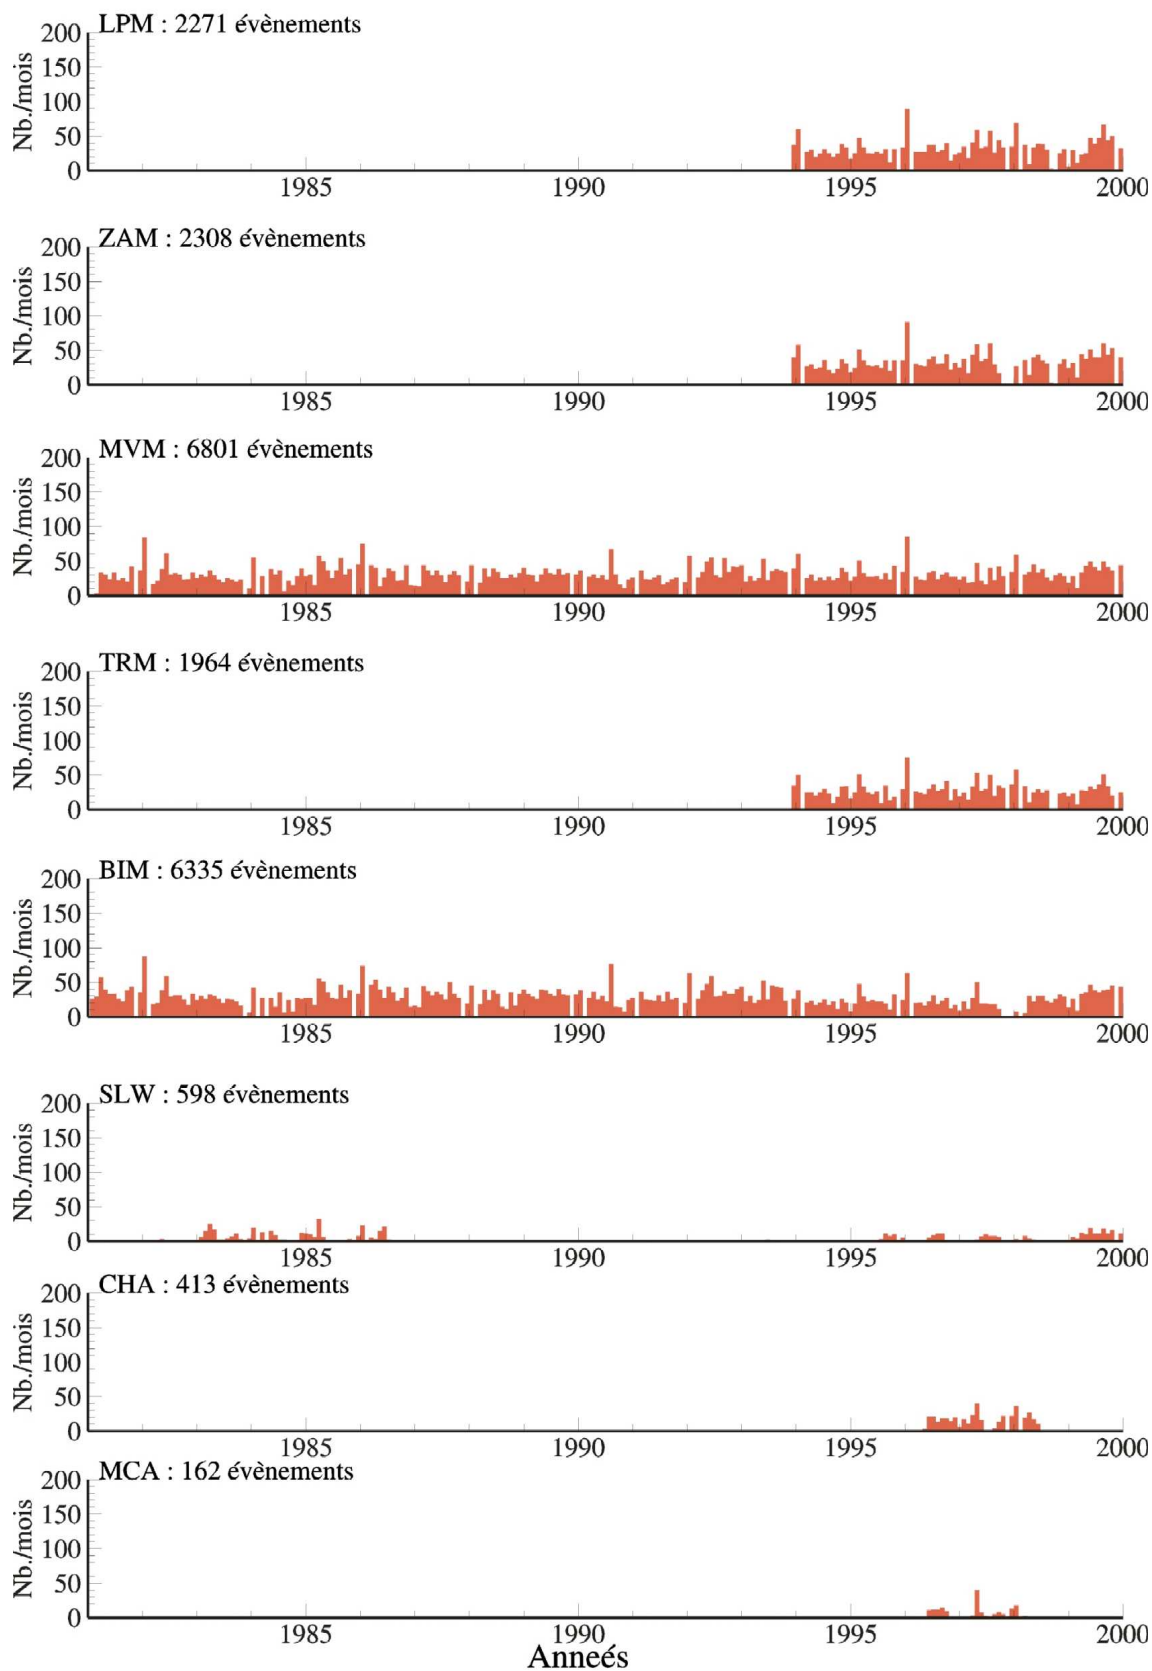 LPM : 2271 évènements
200
150
100
50
0
Nb./mois
1985 1990 1995 2000
ZAM : 2308 évènements
200
150
100
50
0
Nb./mois
1985 1990 1995 2000
MVM : 6801 évènements
200
150
100
50
0
Nb./mois
1985 1990 1995 2000
TRM : 1964 évènements
200
150
100
50
0
Nb./mois
1985 1990 1995 2000
BIM : 6335 évènements
200
150
100
50
0
Nb./mois
1985 1990 1995 2000
SLW : 598 évènements
200
150
100
50
0
Nb./mois
1985 1990 1995 2000
CHA : 413 évènements
200
150
100
50
0
Nb./mois
1985 1990 1995 2000
MCA : 162 évènements
200
150
100
50
0
Nb./mois
1985 1990 1995 2000
Anneés